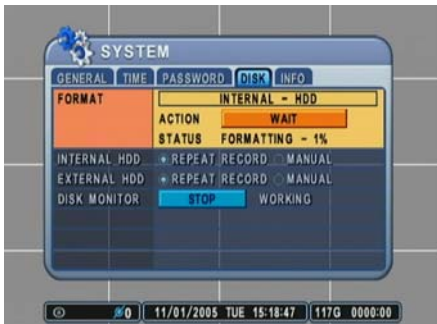 SYSTEM
GENERAL TIME PASSWORD DISK INFO
FORMAT INTERNAL - HDD
ACTION WAIT
STATUS FORMATTING - 1%
INTERNAL HDD REPEAT RECORD MANUAL
EXTERNAL HDD REPEAT RECORD MANUAL
DISK MONITOR STOP WORKING
0 11/01/2005 TUE 15:18:47 117G 0000:00